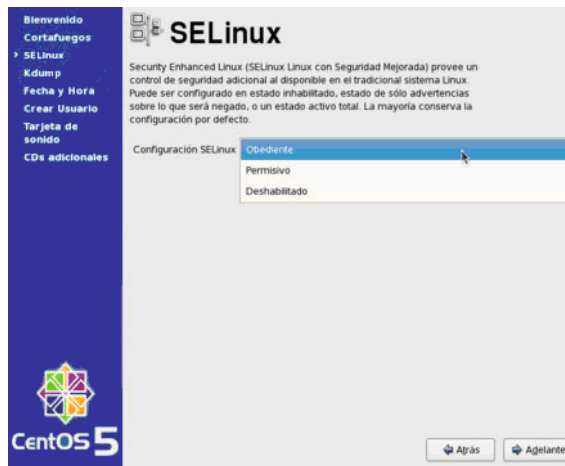 Bienvenido
Cortafuegos
SELinux
Kdump
Fecha y Hora
Crear Usuario
Tarjeta de
sonido
CDs adicionales
SELinux
Security Enhanced Linux (SELinux Linux con Seguridad Mejorada) provee un
control de seguridad adicional al disponible en el tradicional sistema Linux.
Puede ser configurado en estado inhabilitado, estado de sólo advertencias
sobre lo que será negado, o un estado activo total. La mayoría conserva la
configuración por defecto.
Configuración SELinux
Obediente
Permisivo
Deshabilitado
CentOS 5
Atrás
Adelante